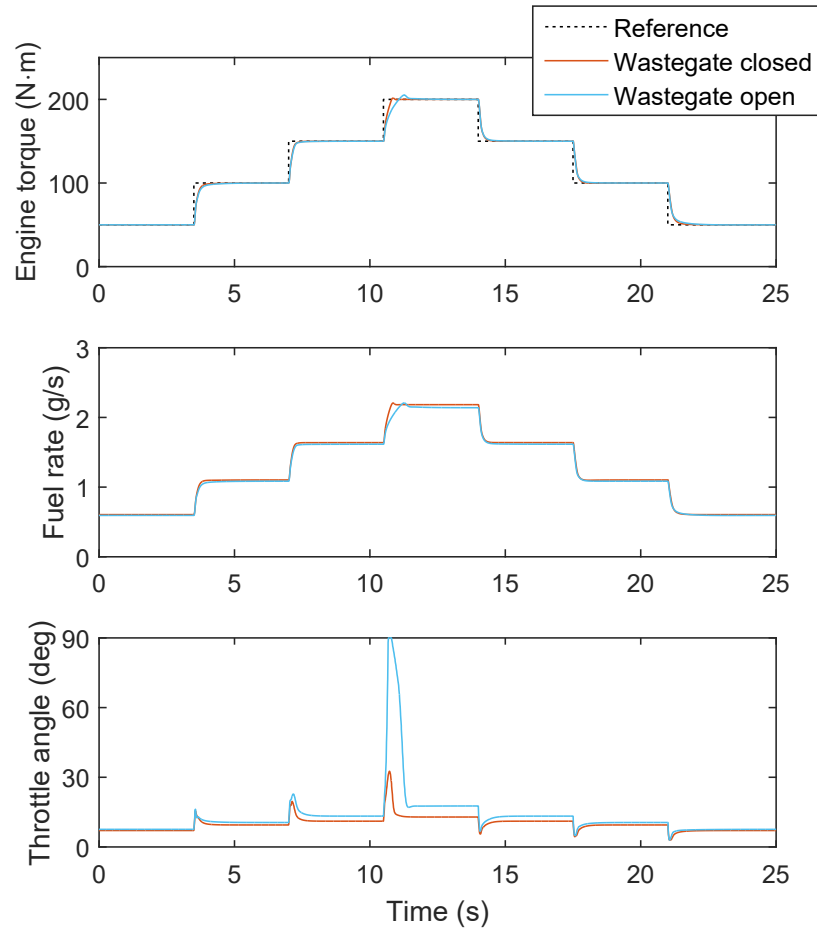 Reference
Wastegate closed
Wastegate open
Engine torque (N·m)
200
100
0
0 5 10 15 20 25
Fuel rate (g/s)
3
2
1
0
0 5 10 15 20 25
Throttle angle (deg)
90
60
30
0
0 5 10 15 20 25
Time (s)